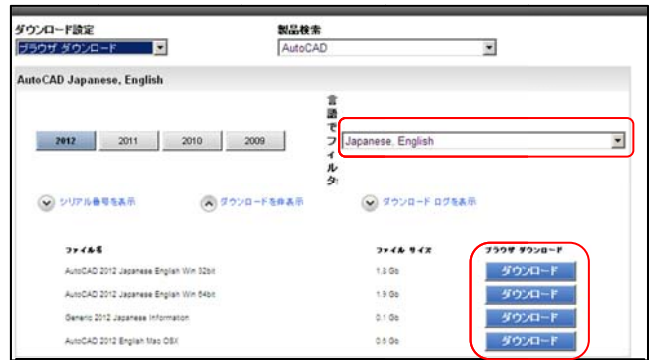 ダウンロード設定 製品検索
ブラウザ ダウンロード AutoCAD
AutoCAD Japanese, English
2012 2011 2010 2009 言語でフィルタ: Japanese, English
シリアル番号を表示 ダウンロードを非表示 ダウンロード ログを表示
ファイル名 ファイル サイズ ブラウザ ダウンロード
AutoCAD 2012 Japanese English Win 32bit 1.8 Go ダウンロード
AutoCAD 2012 Japanese English Win 64bit 1.9 Go ダウンロード
Generic 2012 Japanese Information 0.1 Go ダウンロード
AutoCAD 2012 English Mac OSX ダウンロード